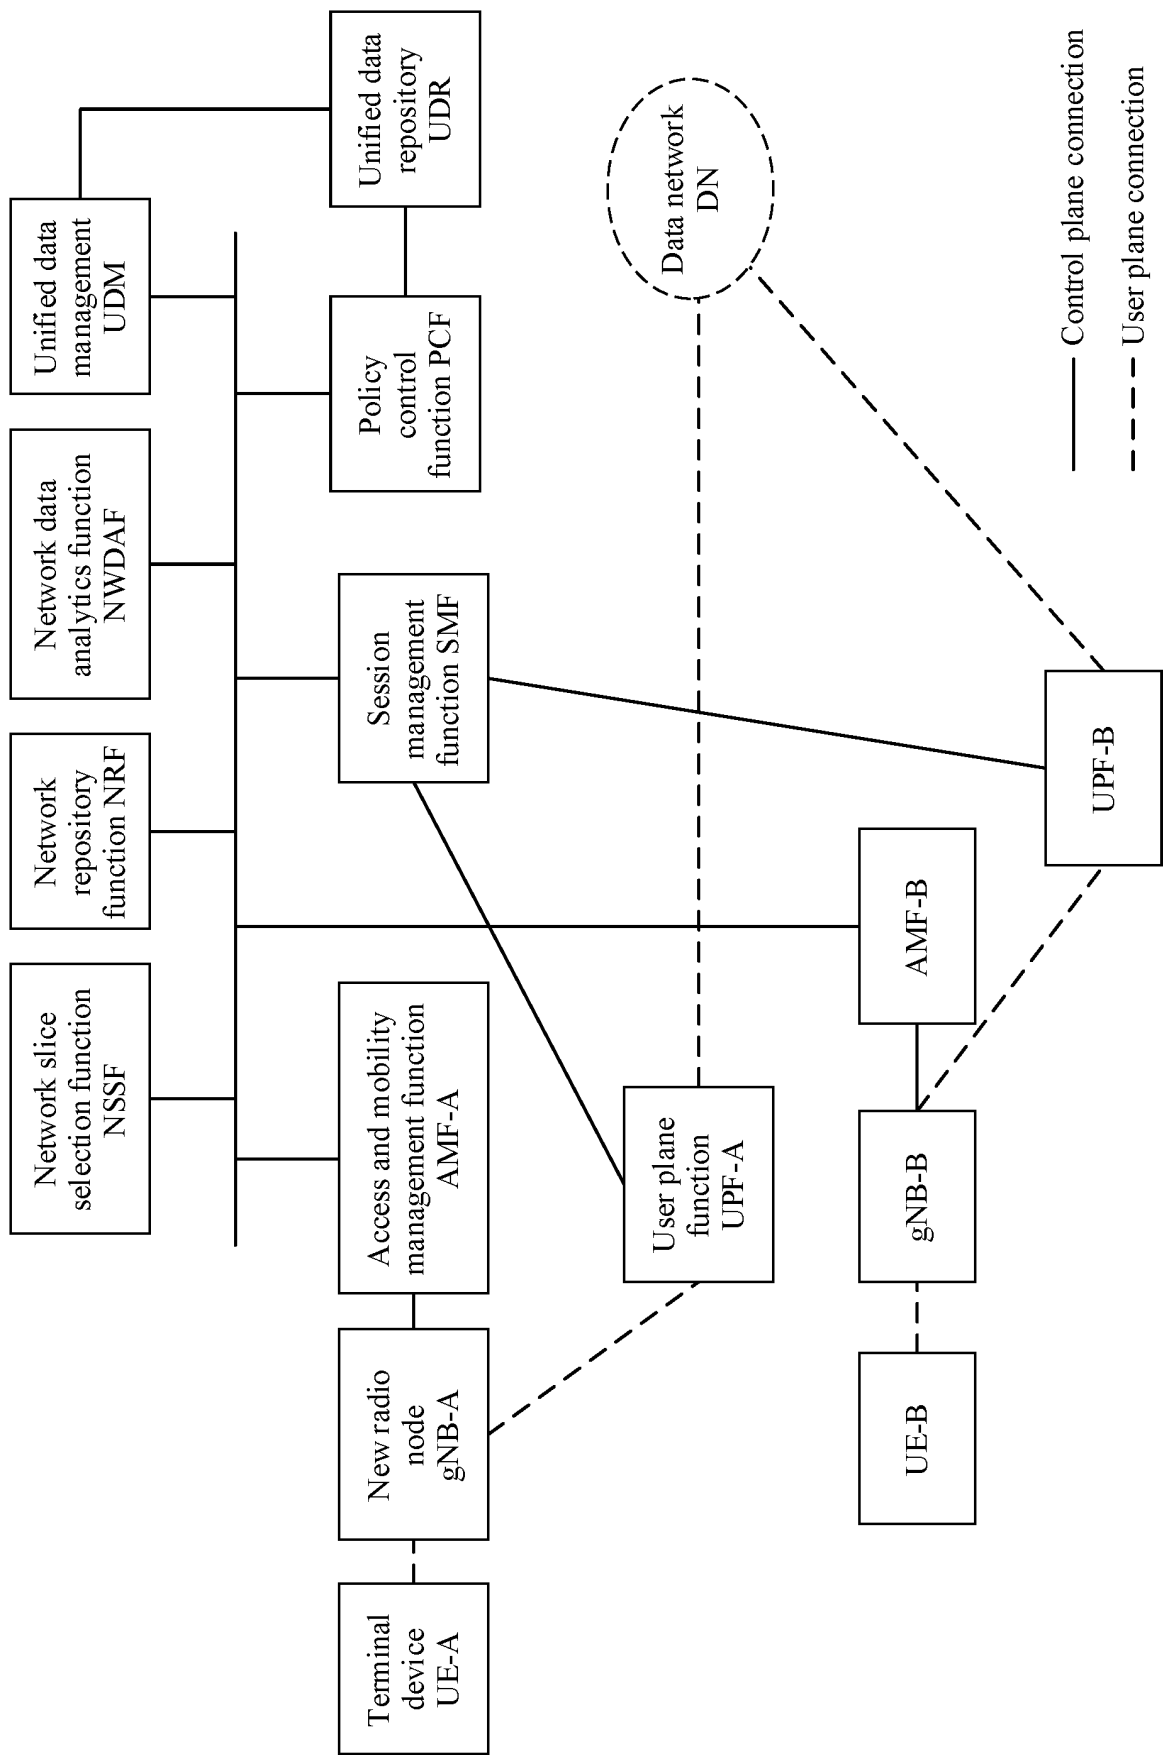 Network slice
selection function
NSSF
Network
repository
function NRF
Network data
analytics function
NWDAF
Unified data
management
UDM
Terminal
device
UE-A
New radio
node
gNB-A
Access and mobility
management function
AMF-A
Session
management
function SMF
Policy
control
function PCF
Unified data
repository
UDR
User plane
function
UPF-A
Data network
DN
UE-B
gNB-B
AMF-B
UPF-B
Control plane connection
User plane connection